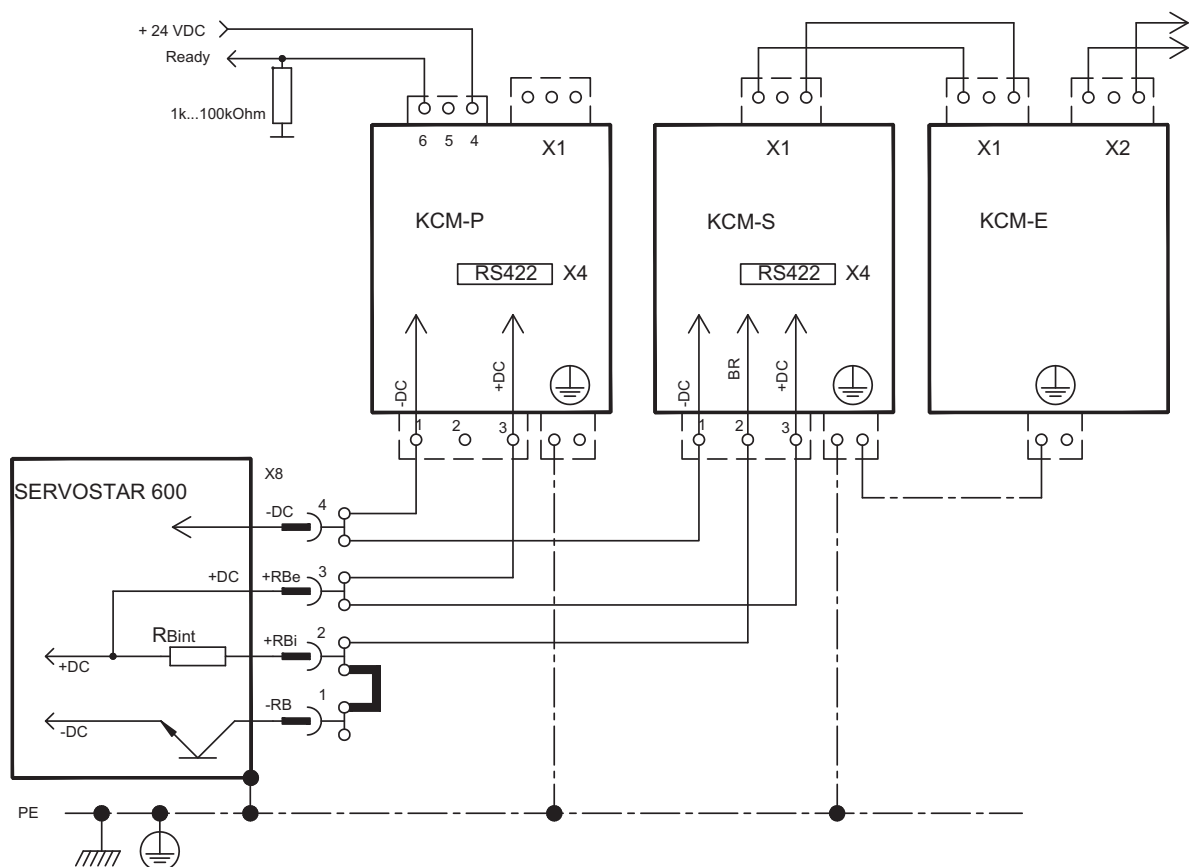 + 24 VDC
Ready
1k...100kOhm
6 5 4
X1
KCM-P
RS422 X4
-DC
+DC
1 2 3
X1
KCM-S
RS422 X4
-DC
BR
+DC
1 2 3
X1 X2
KCM-E
SERVOSTAR 600
X8
-DC 4
+DC +RBe 3
RBint +RBi 2
+DC
-RB 1
-DC
PE